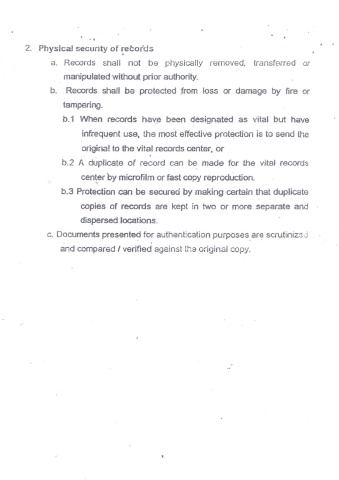 2. Physical security of records
a. Records shall not be physically removed, transferred or
manipulated without prior authority.
b. Records shall be protected from loss or damage by fire or
tampering.
b.1 When records have been designated as vital but have
infrequent use, the most effective protection is to send the
original to the vital records center, or
b.2 A duplicate of record can be made for the vital records
center by microfilm or fast copy reproduction.
b.3 Protection can be secured by making certain that duplicate
copies of records are kept in two or more separate and
dispersed locations.
c. Documents presented for authentication purposes are scrutinized
and compared / verified against the original copy.